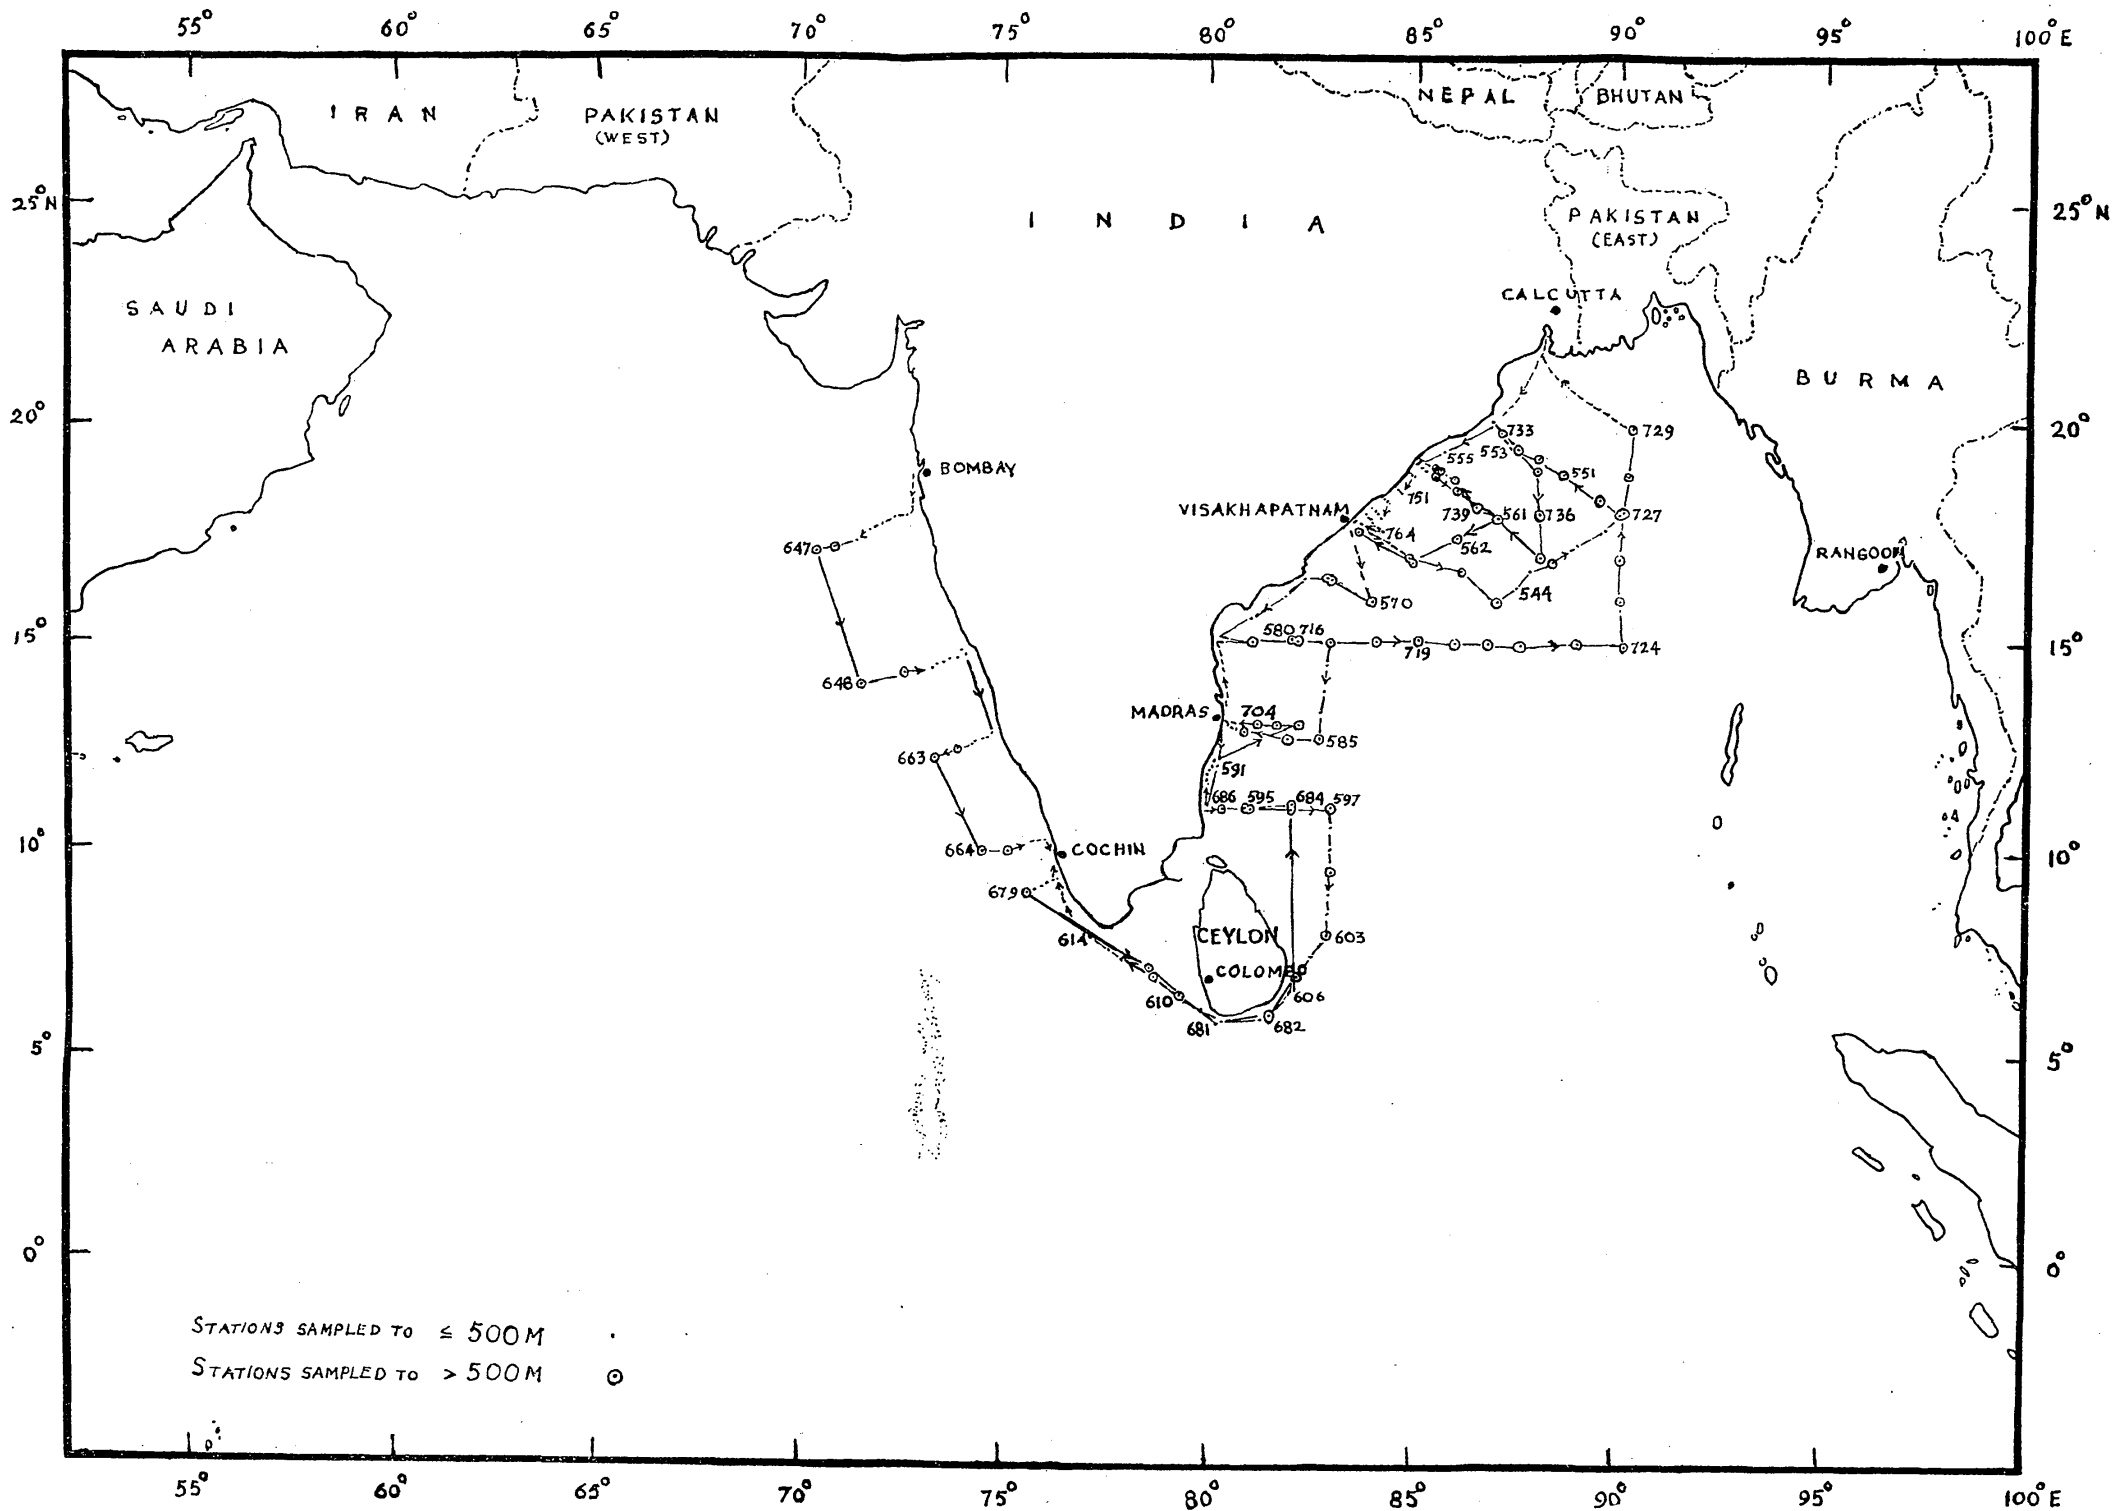 55° 60° 65° 70° 75° 80° 85° 90° 95° 100°E
NEPAL BHUTAN
IRAN PAKISTAN
(WEST)
25°N 25°N
INDIA
PAKISTAN
(EAST)
CALCUTTA
SAUDI
ARABIA
BURMA
20° 20°
733 729
555 553 551
BOMBAY
751
VISAKHAPATNAM 739 561 736 727
764 562
647 RANGOON
570 544
15° 580 716 15°
719 724
648
MADRAS 704
585
663 591
686 595 684 597
10° 664 COCHIN 10°
679
614 CEYLON 603
COLOMBO
610 606
681 682
5° 5°
0° 0°
STATIONS SAMPLED TO ≤ 500M
STATIONS SAMPLED TO > 500M
55° 60° 65° 70° 75° 80° 85° 90° 95° 100°E